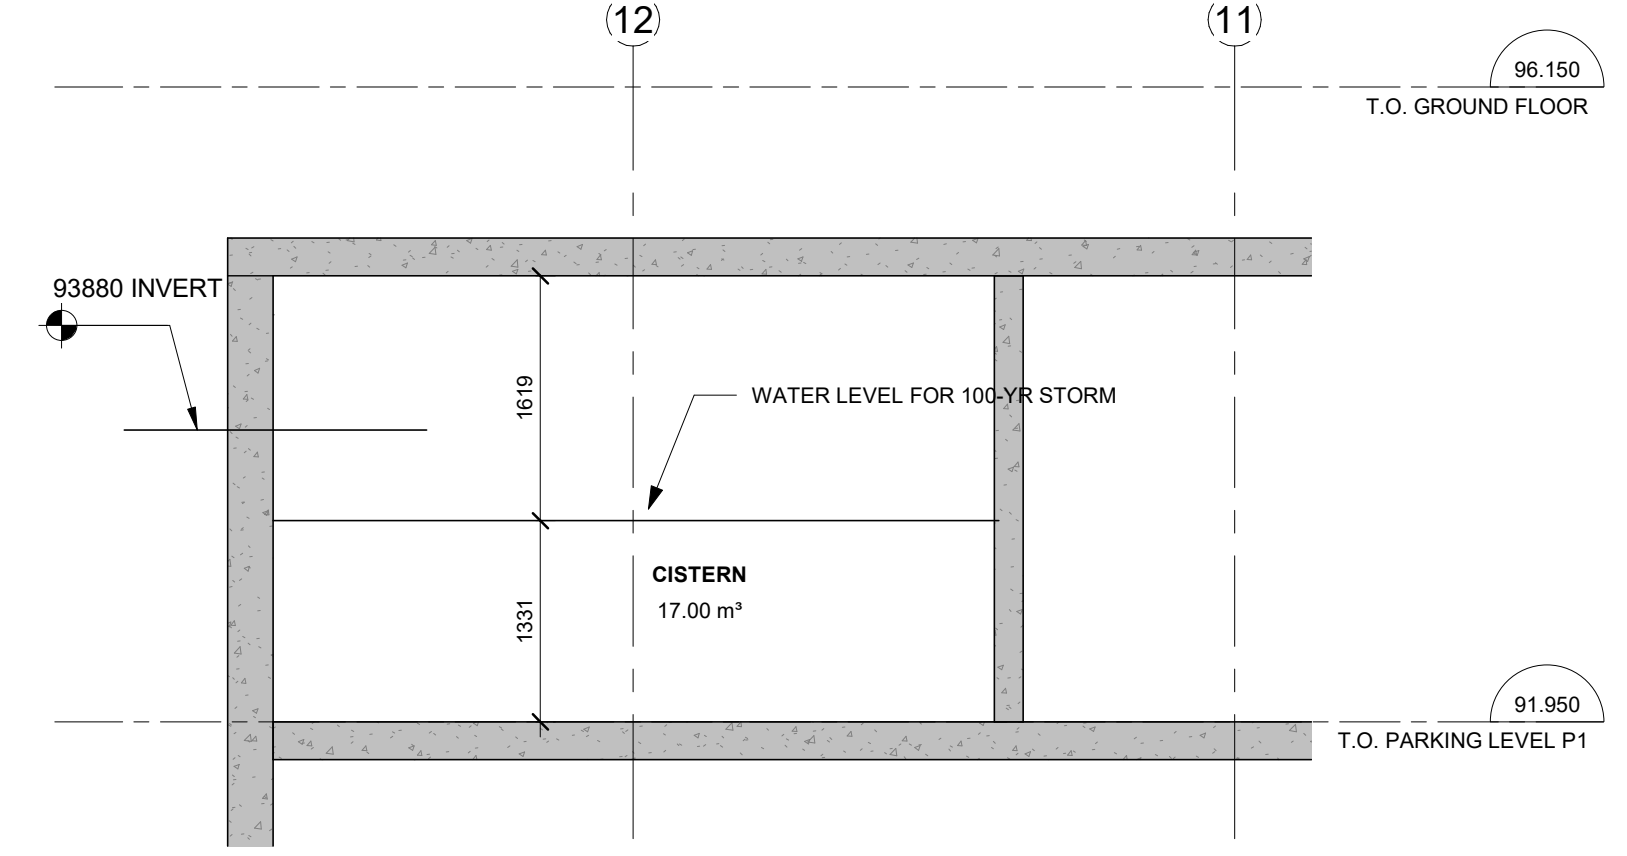 (12)
(11)
96.150
T.O. GROUND FLOOR
93880 INVERT
1619
WATER LEVEL FOR 100-YR STORM
CISTERN
17.00 m³
1331
91.950
T.O. PARKING LEVEL P1